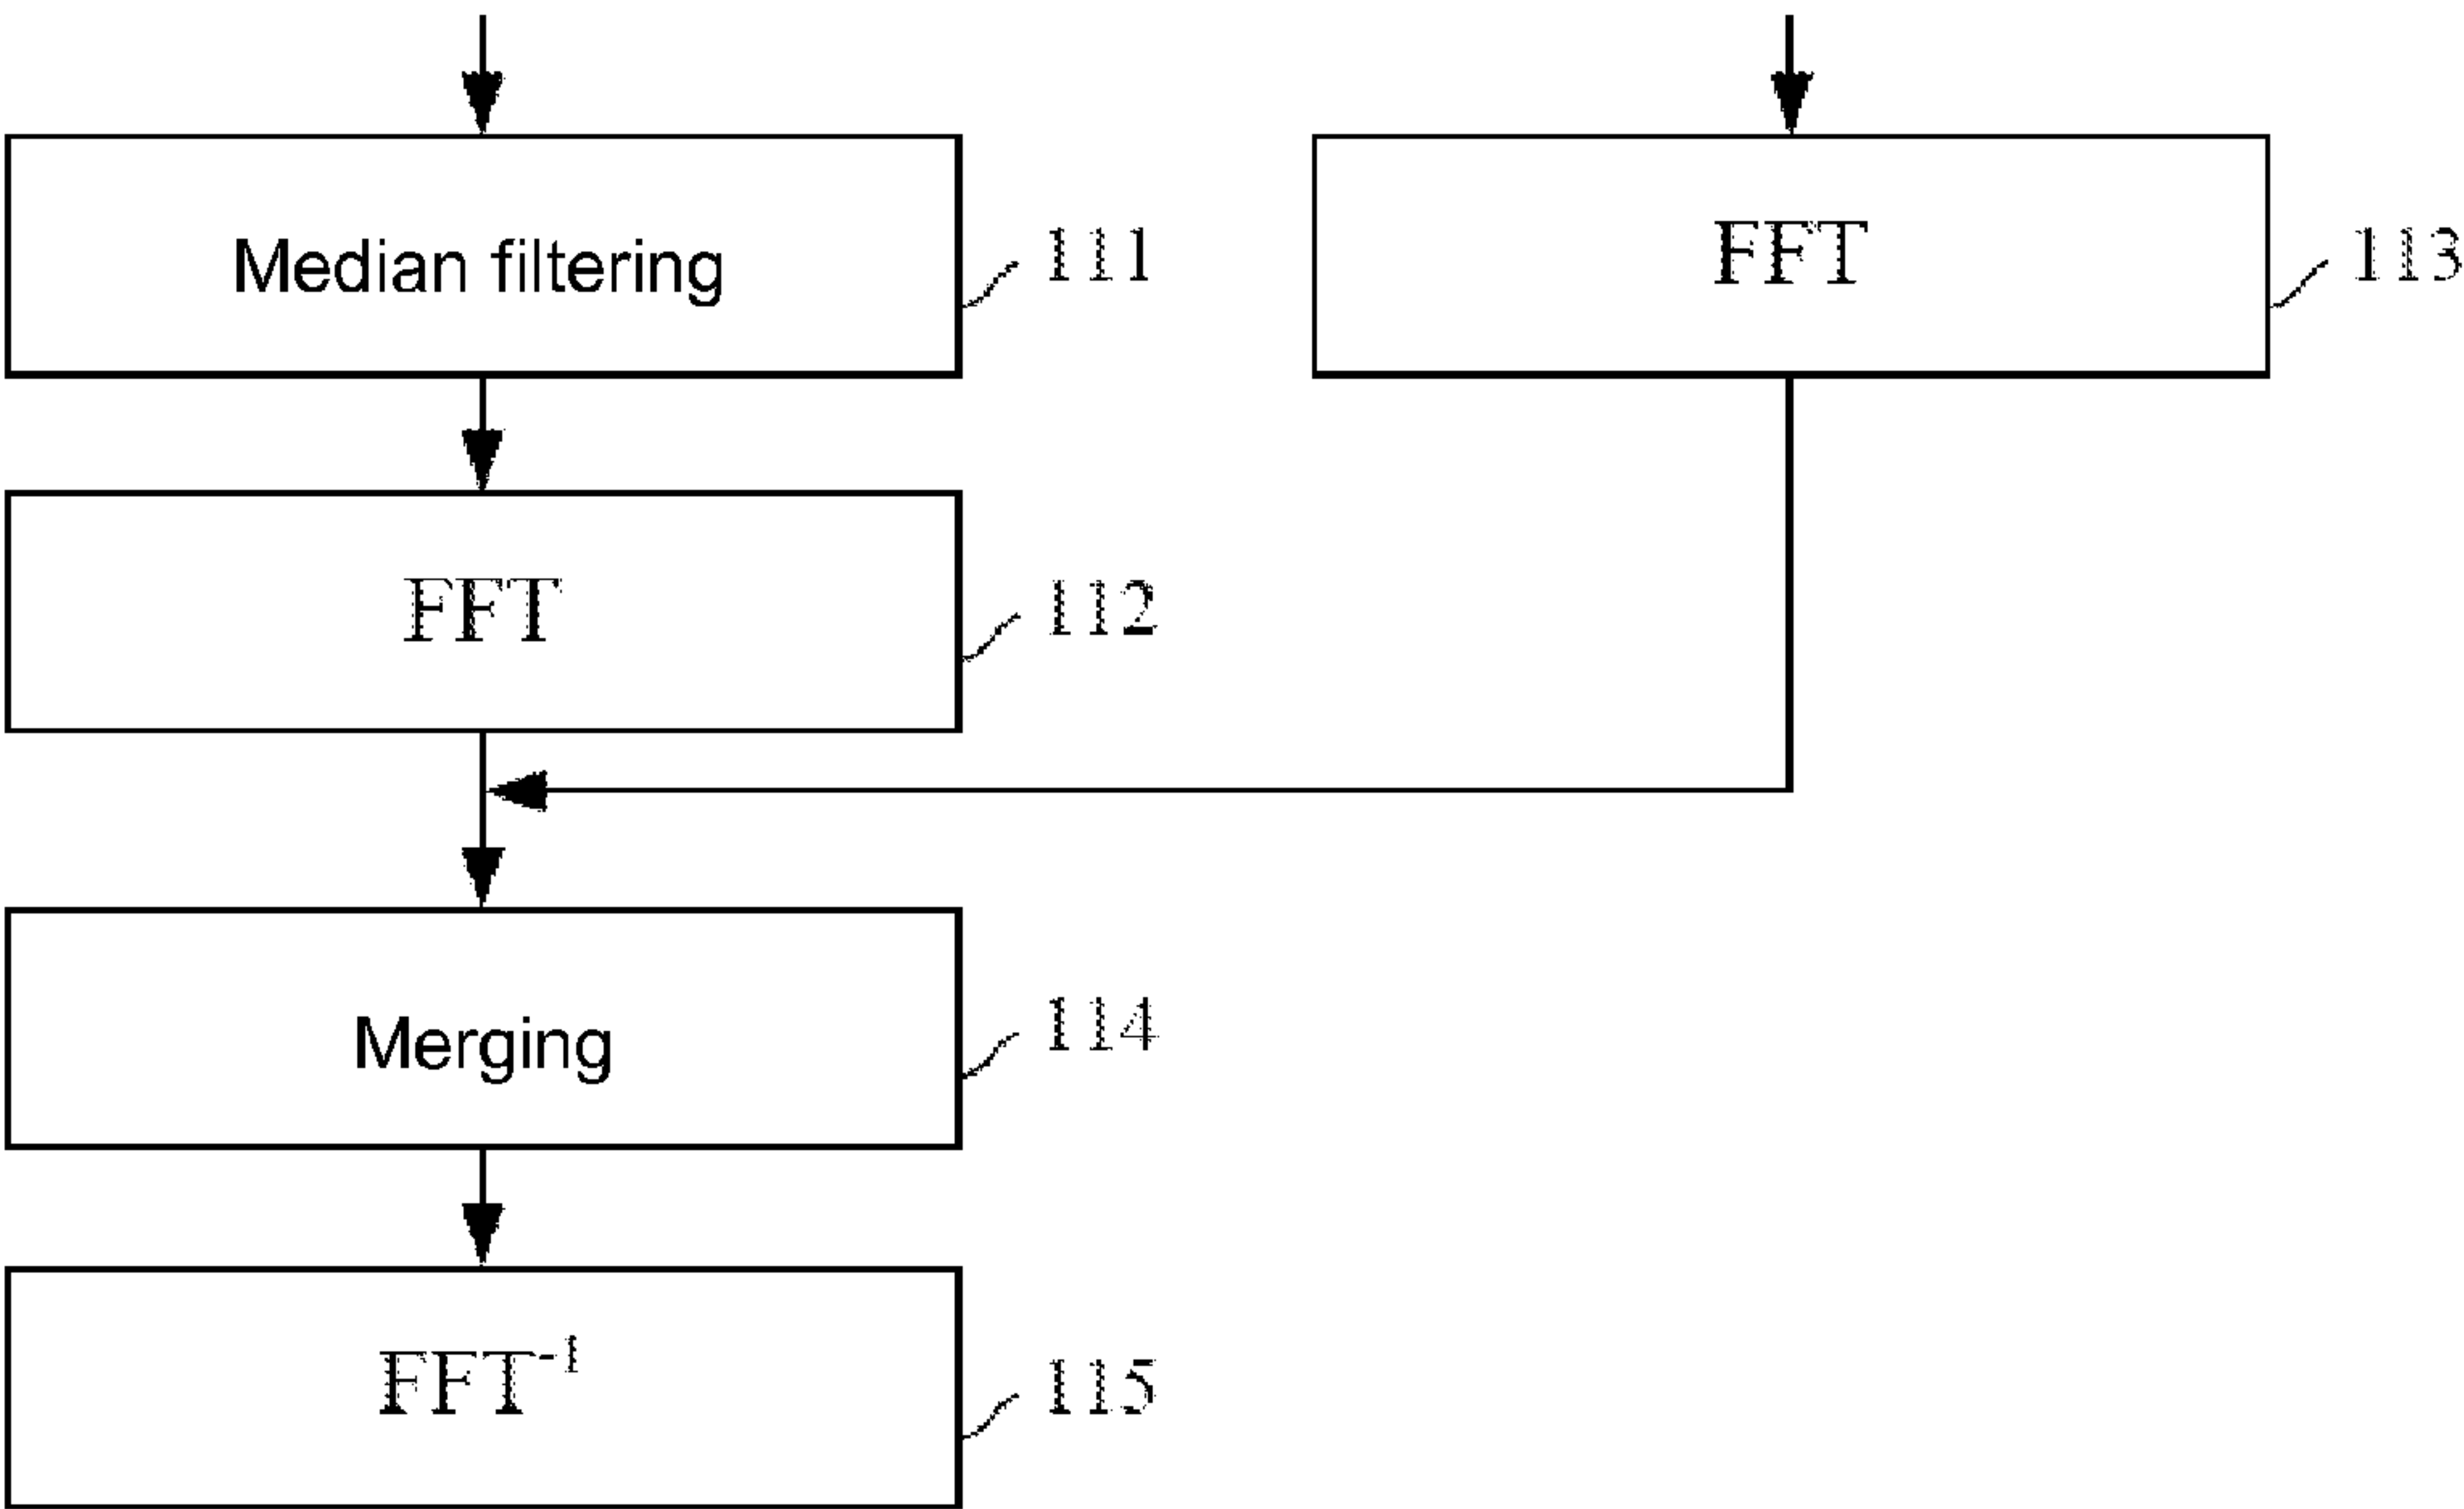 Median filtering
111
FFT
113
FFT
112
Merging
114
FFT⁻¹
115